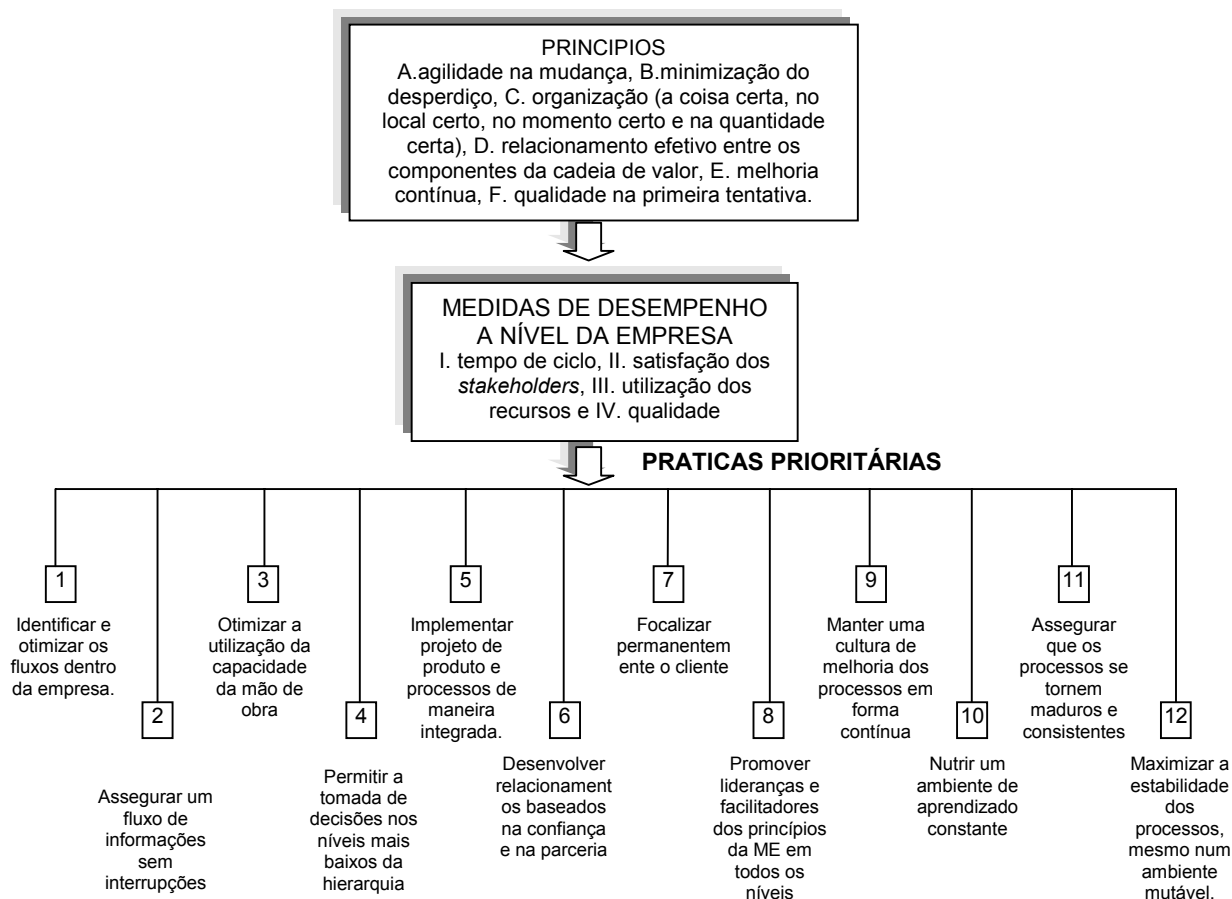 PRINCIPIOS
A.agilidade na mudança, B.minimização do
desperdiço, C. organização (a coisa certa, no
local certo, no momento certo e na quantidade
certa), D. relacionamento efetivo entre os
componentes da cadeia de valor, E. melhoria
contínua, F. qualidade na primeira tentativa.
MEDIDAS DE DESEMPENHO
A NÍVEL DA EMPRESA
I. tempo de ciclo, II. satisfação dos
stakeholders, III. utilização dos
recursos e IV. qualidade
PRATICAS PRIORITÁRIAS
1
Identificar e
otimizar os
fluxos dentro
da empresa.
2
Assegurar um
fluxo de
informações
sem
interrupções
3
Otimizar a
utilização da
capacidade
da mão de
obra
4
Permitir a
tomada de
decisões nos
níveis mais
baixos da
hierarquia
5
Implementar
projeto de
produto e
processos de
maneira
integrada.
6
Desenvolver
relacionament
os baseados
na confiança
e na parceria
7
Focalizar
permanentem
ente o cliente
8
Promover
lideranças e
facilitadores
dos princípios
da ME em
todos os
níveis
9
Manter uma
cultura de
melhoria dos
processos em
forma
contínua
10
Nutrir um
ambiente de
aprendizado
constante
11
Assegurar
que os
processos se
tornem
maduros e
consistentes
12
Maximizar a
estabilidade
dos
processos,
mesmo num
ambiente
mutável.